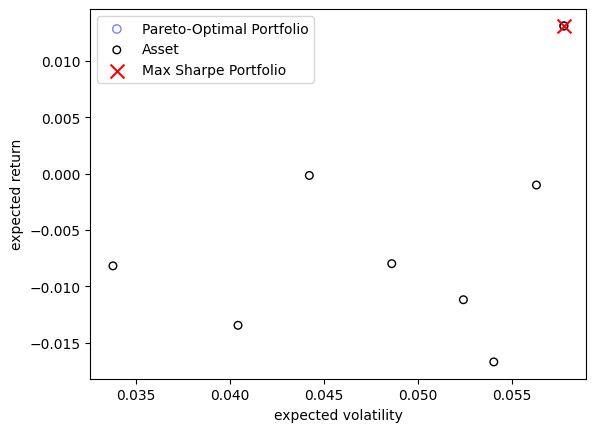 Pareto-Optimal Portfolio
Asset
Max Sharpe Portfolio
expected return
0.010
0.005
0.000
−0.005
−0.010
−0.015
0.035 0.040 0.045 0.050 0.055
expected volatility